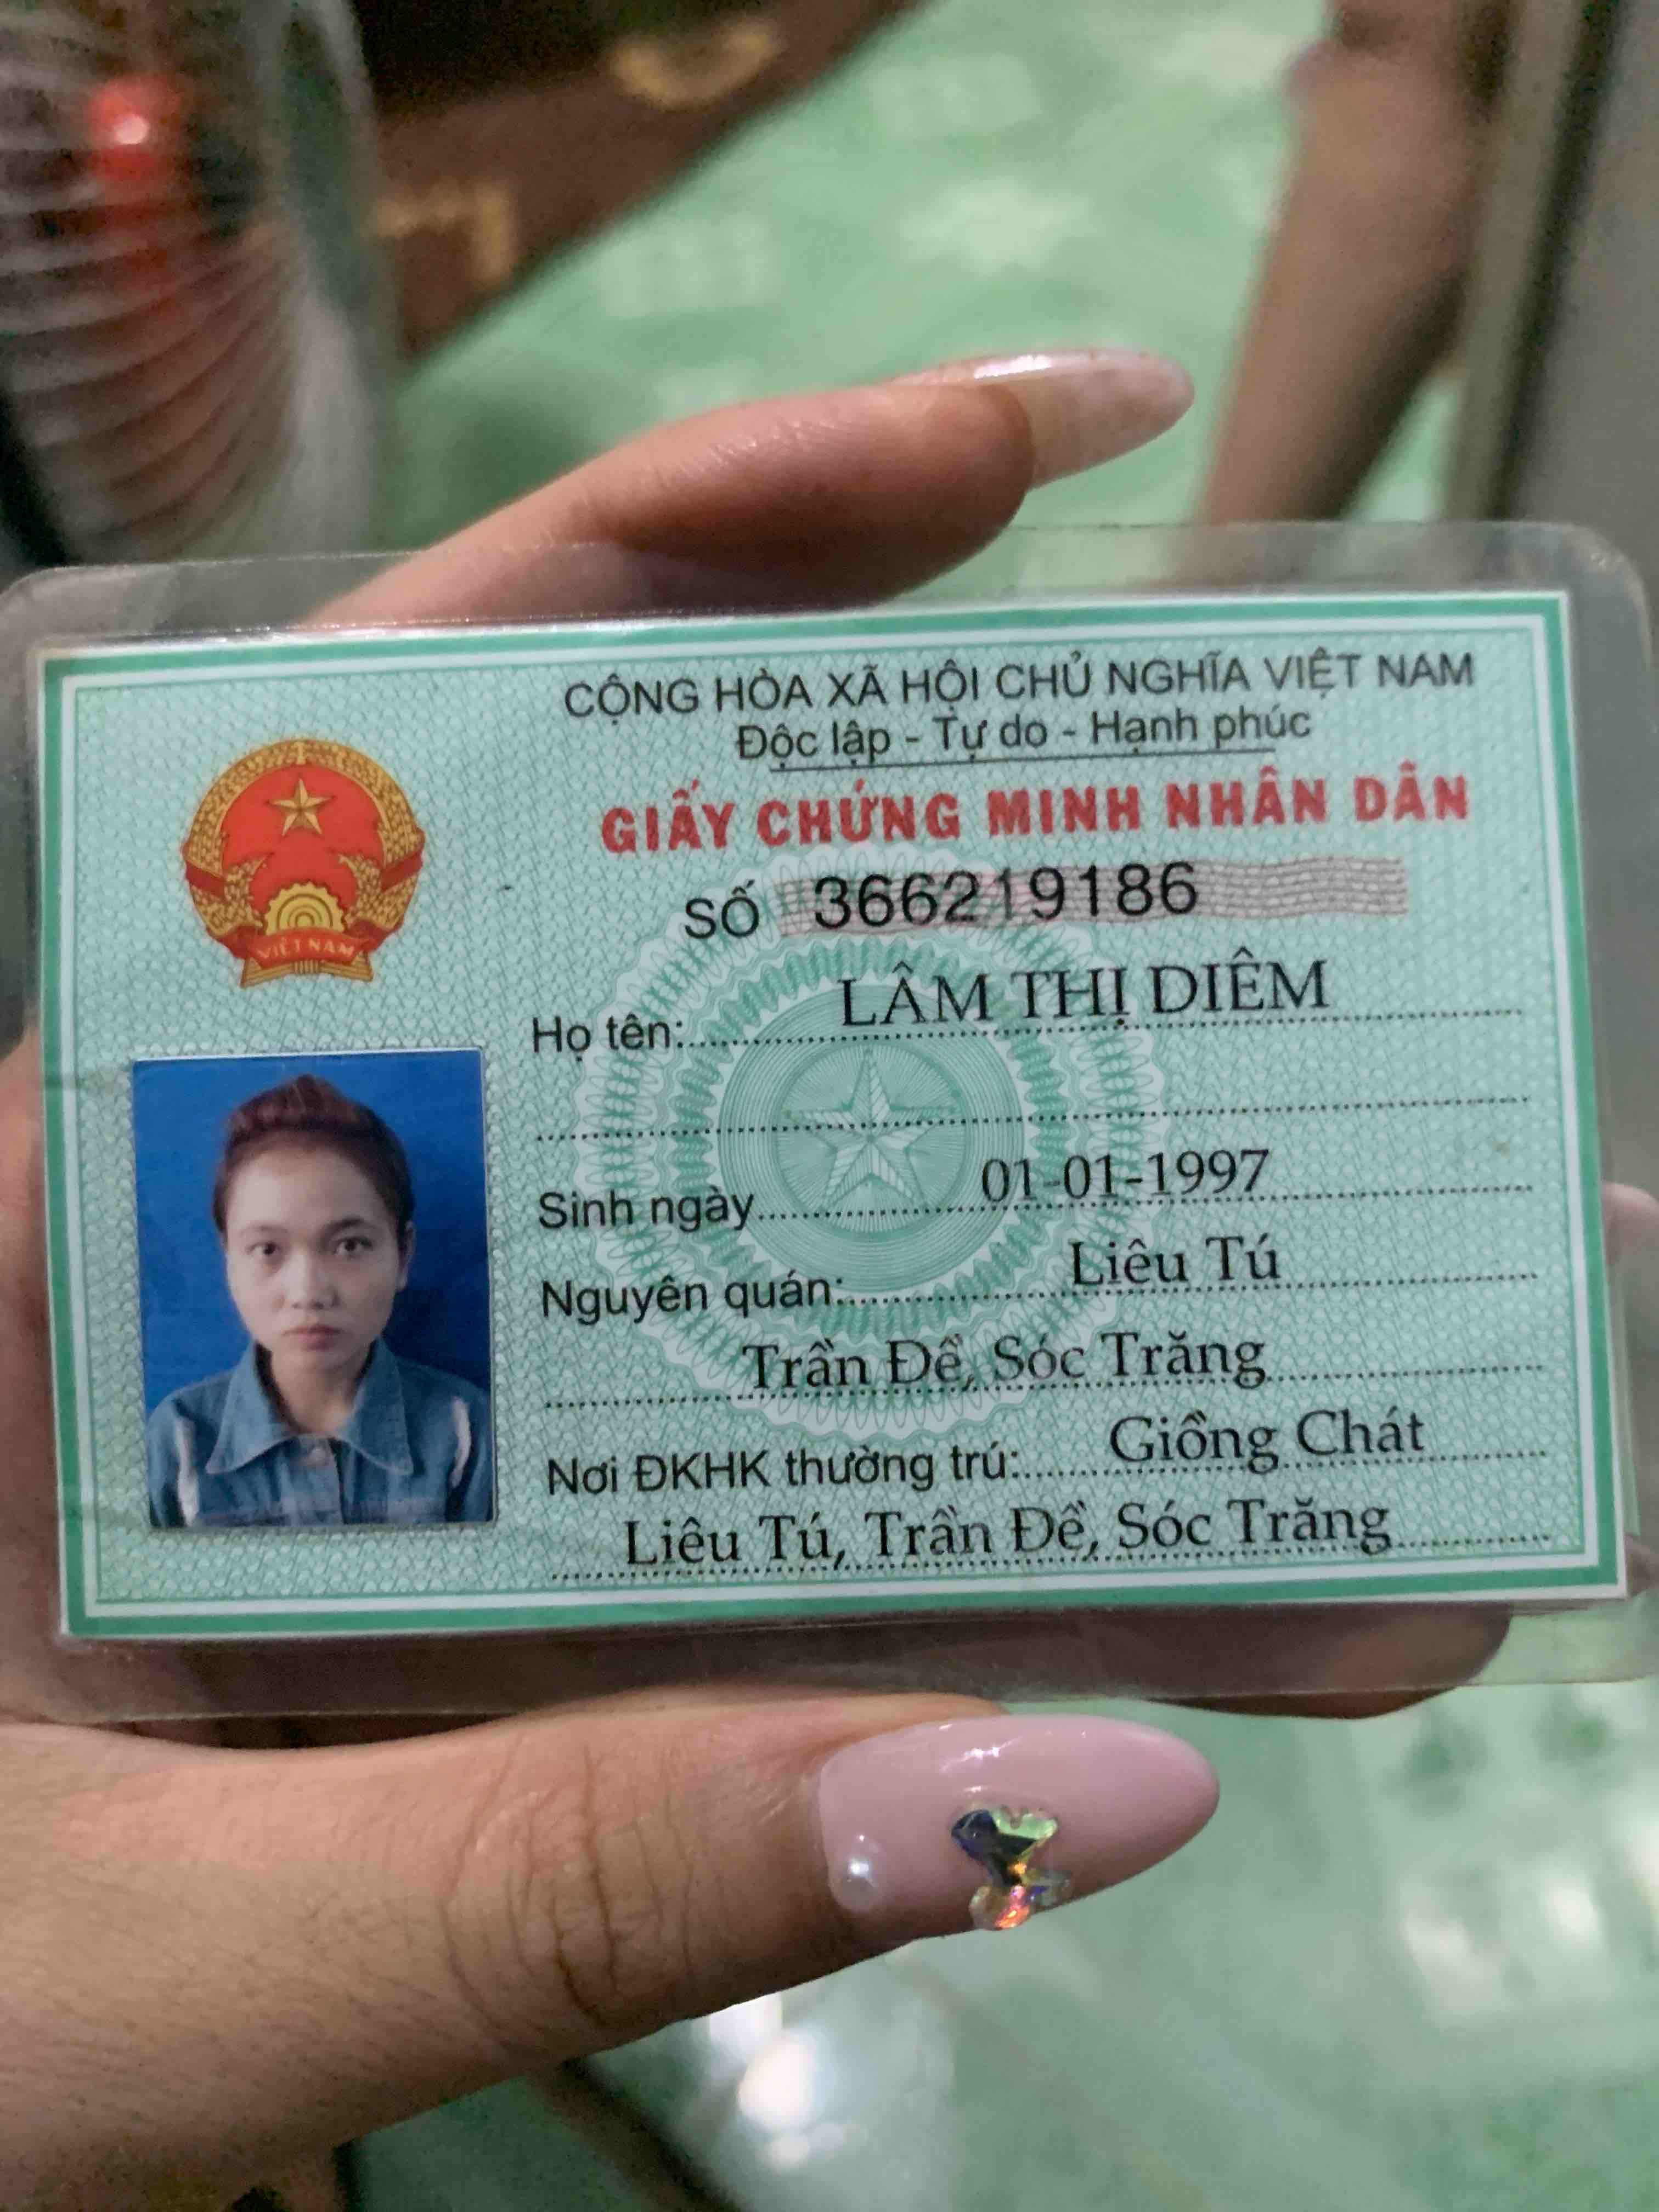 CỘNG HÒA XÃ HỘI CHỦ NGHĨA VIỆT NAM
Độc lập - Tự do - Hạnh phúc
GIẤY CHỨNG MINH NHÂN DÂN
SỐ 366219186
VIỆT NAM
Họ tên: LÂM THỊ DIÊM
Sinh ngày 01-01-1997
Nguyên quán: Liêu Tú
Trần Đề, Sóc Trăng
Nơi ĐKHK thường trú: Giồng Chát
Liêu Tú, Trần Đề, Sóc Trăng